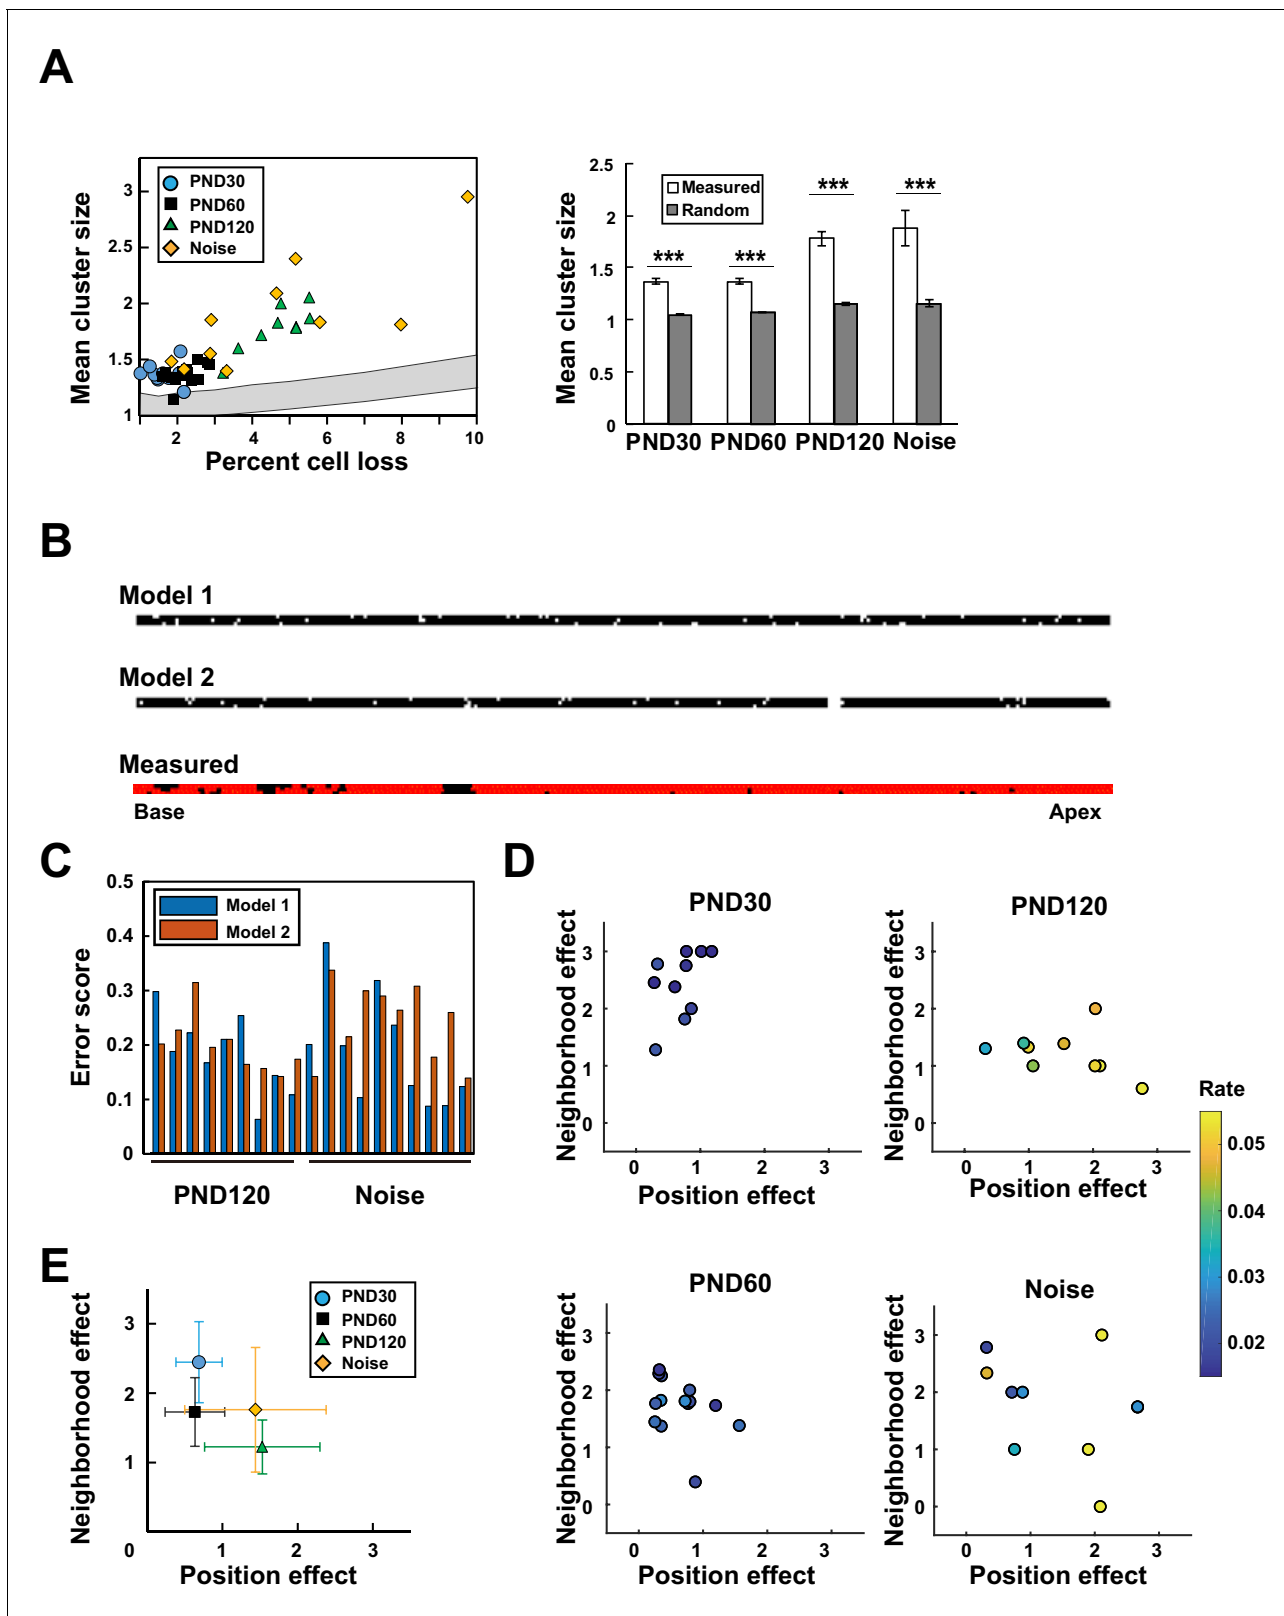 A
Mean cluster size
3
2.5
2
1.5
1
2
4
6
8
10
Percent cell loss
PND30
PND60
PND120
Noise
Mean cluster size
2.5
2
1.5
1
0.5
0
Measured
Random
***
***
***
***
PND30
PND60
PND120
Noise
B
Model 1
Model 2
Measured
Base
Apex
C
Error score
0.5
0.4
0.3
0.2
0.1
0
Model 1
Model 2
PND120
Noise
D
PND30
Neighborhood effect
3
2
1
0
0
1
2
3
Position effect
PND120
Neighborhood effect
3
2
1
0
0
1
2
3
Position effect
Rate
0.05
0.04
0.03
0.02
E
Neighborhood effect
3
2
1
0
1
2
3
Position effect
PND30
PND60
PND120
Noise
PND60
Neighborhood effect
3
2
1
0
0
1
2
3
Position effect
Noise
Neighborhood effect
3
2
1
0
0
1
2
3
Position effect